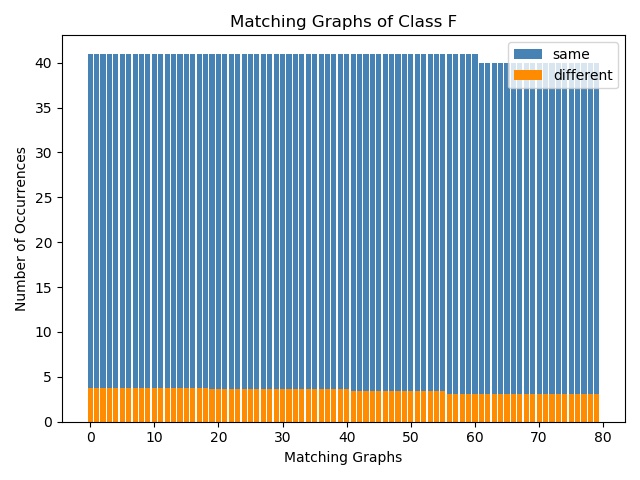 Matching Graphs of Class F
same
different
Number of Occurrences
40
35
30
25
20
15
10
5
0
0 10 20 30 40 50 60 70 80
Matching Graphs